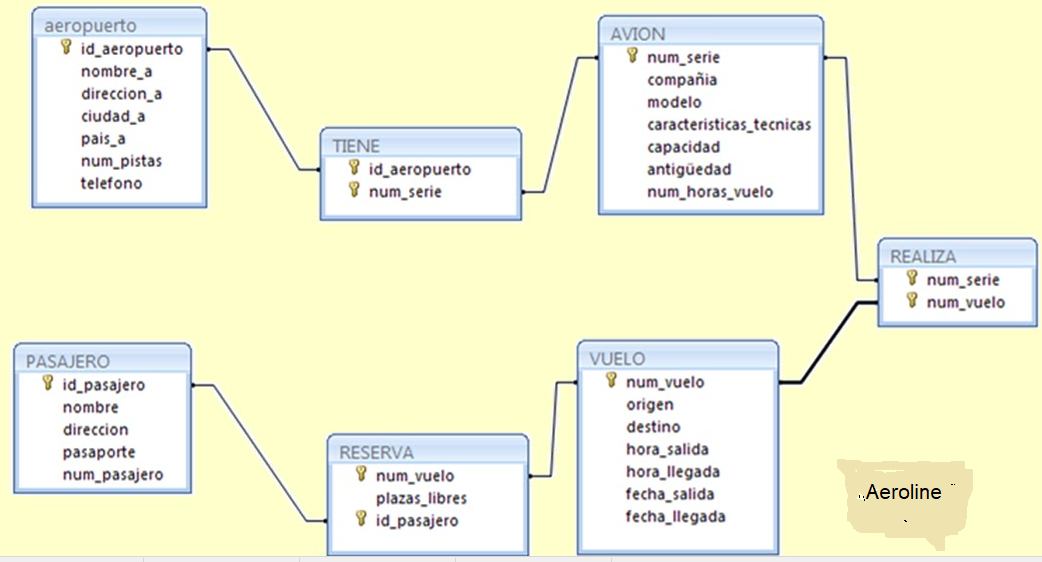 aeropuerto
id_aeropuerto
nombre_a
direccion_a
ciudad_a
pais_a
num_pistas
telefono
TIENE
id_aeropuerto
num_serie
AVION
num_serie
compañia
modelo
caracteristicas_tecnicas
capacidad
antigüedad
num_horas_vuelo
REALIZA
num_serie
num_vuelo
PASAJERO
id_pasajero
nombre
direccion
pasaporte
num_pasajero
RESERVA
num_vuelo
plazas_libres
id_pasajero
VUELO
num_vuelo
origen
destino
hora_salida
hora_llegada
fecha_salida
fecha_llegada
Aeroline